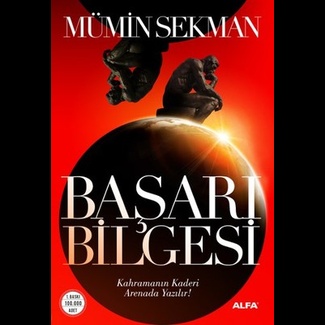 MÜMİN SEKMAN
BAŞARI
BİLGESİ
Kahramanın Kaderi
Arenada Yazılır!
1. BASKI
100.000
ADET
ALFA